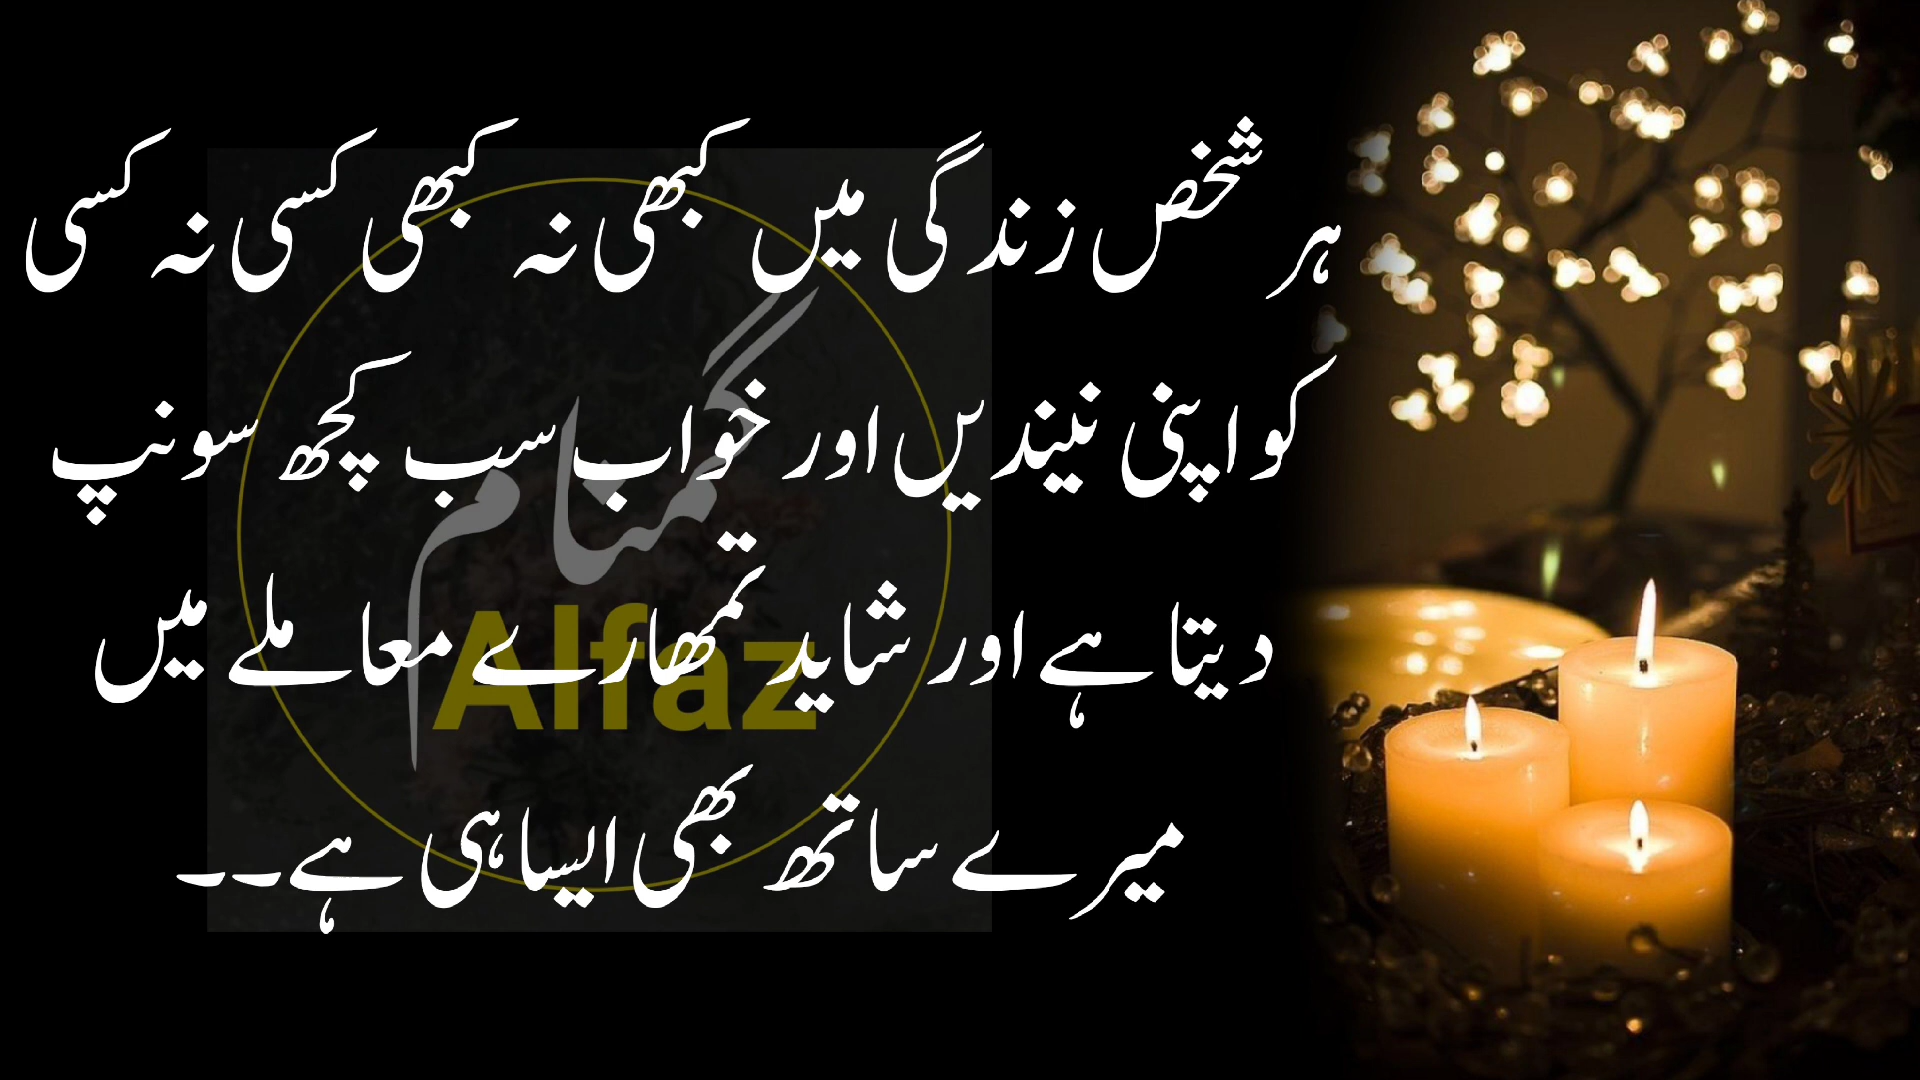 ہر شخص زندگی میں کبھی نہ کبھی کسی نہ کسی
کو اپنی نیندیں اور خواب سب کچھ سونپ
دیتا ہے اور شاید تمھارے معاملے میں
میرے ساتھ بھی ایسا ہی ہے۔۔
گمنام
Alfaz